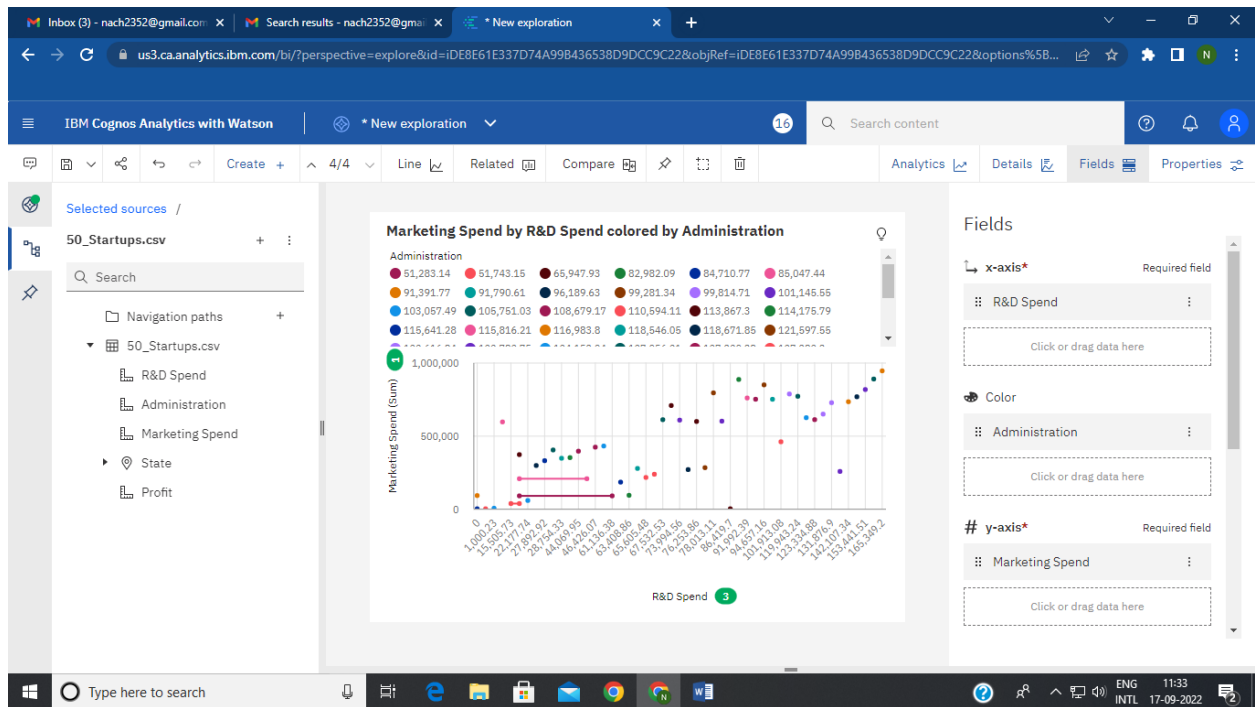 Inbox (3) - nach2352@gmail.com
Search results - nach2352@gmai
* New exploration
us3.ca.analytics.ibm.com/bi/?perspective=explore&id=iDE8E61E337D74A99B436538D9DCC9C22&objRef=iDE8E61E337D74A99B436538D9DCC9C22&options%5B...
N
IBM Cognos Analytics with Watson
* New exploration
16
Search content
Create +
4/4
Line
Related
Compare
Analytics
Details
Fields
Properties
Selected sources /
50_Startups.csv
Search
Navigation paths
50_Startups.csv
R&D Spend
Administration
Marketing Spend
State
Profit
Marketing Spend by R&D Spend colored by Administration
Administration
51,283.14 51,743.15 65,947.93 82,982.09 84,710.77 85,047.44
91,391.77 91,790.61 96,189.63 99,281.34 99,814.71 101,145.55
103,057.49 105,751.03 108,679.17 110,594.11 113,867.3 114,175.79
115,641.28 115,816.21 116,983.8 118,546.05 118,671.85 121,597.55
1
Marketing Spend (Sum)
1,000,000
500,000
0
0 1,000.23 15,505.73 22,177.74 27,892.92 28,754.33 44,069.95 46,426.07 61,136.38 63,408.86 65,605.48 67,532.53 73,994.56 76,253.86 78,013.11 86,419.7 91,992.39 94,657.16 101,913.08 119,943.24 123,334.88 131,876.9 142,107.34 153,441.51 165,349.2
R&D Spend 3
Fields
x-axis* Required field
R&D Spend
Click or drag data here
Color
Administration
Click or drag data here
# y-axis* Required field
Marketing Spend
Click or drag data here
Type here to search
ENG
INTL
11:33
17-09-2022
2